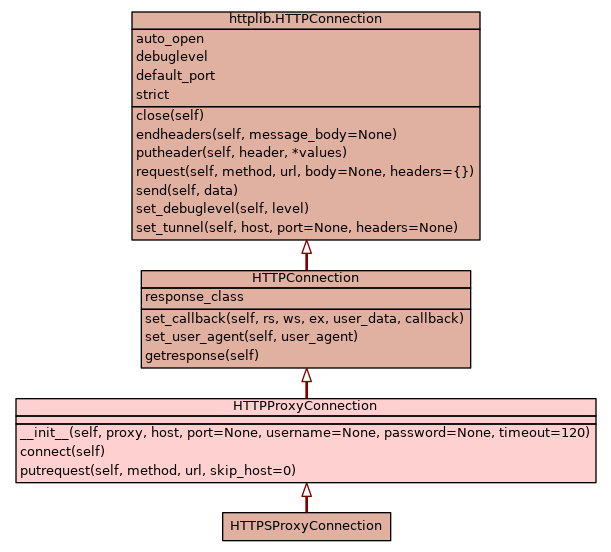 httplib.HTTPConnection
auto_open
debuglevel
default_port
strict
close(self)
endheaders(self, message_body=None)
putheader(self, header, *values)
request(self, method, url, body=None, headers={})
send(self, data)
set_debuglevel(self, level)
set_tunnel(self, host, port=None, headers=None)
HTTPConnection
response_class
set_callback(self, rs, ws, ex, user_data, callback)
set_user_agent(self, user_agent)
getresponse(self)
HTTPProxyConnection
__init__(self, proxy, host, port=None, username=None, password=None, timeout=120)
connect(self)
putrequest(self, method, url, skip_host=0)
HTTPSProxyConnection